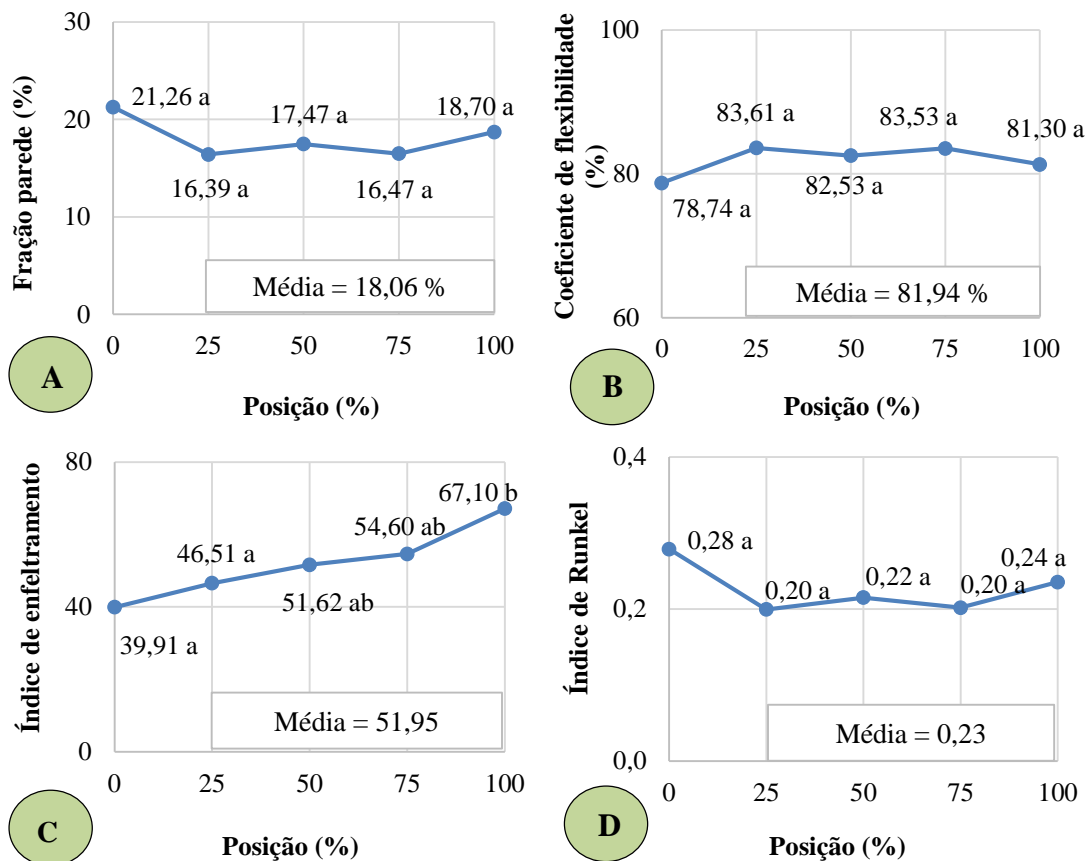 Fração parede (%)
30
20
10
0
21,26 a
16,39 a
17,47 a
16,47 a
18,70 a
Média = 18,06 %
0 25 50 75 100
Posição (%)
A
Coeficiente de flexibilidade
(%)
100
80
60
78,74 a
83,61 a
82,53 a
83,53 a
81,30 a
Média = 81,94 %
0 25 50 75 100
Posição (%)
B
Índice de enfeltramento
80
40
0
39,91 a
46,51 a
51,62 ab
54,60 ab
67,10 b
Média = 51,95
0 25 50 75 100
Posição (%)
C
Índice de Runkel
0,4
0,2
0,0
0,28 a
0,20 a
0,22 a
0,20 a
0,24 a
Média = 0,23
0 25 50 75 100
Posição (%)
D